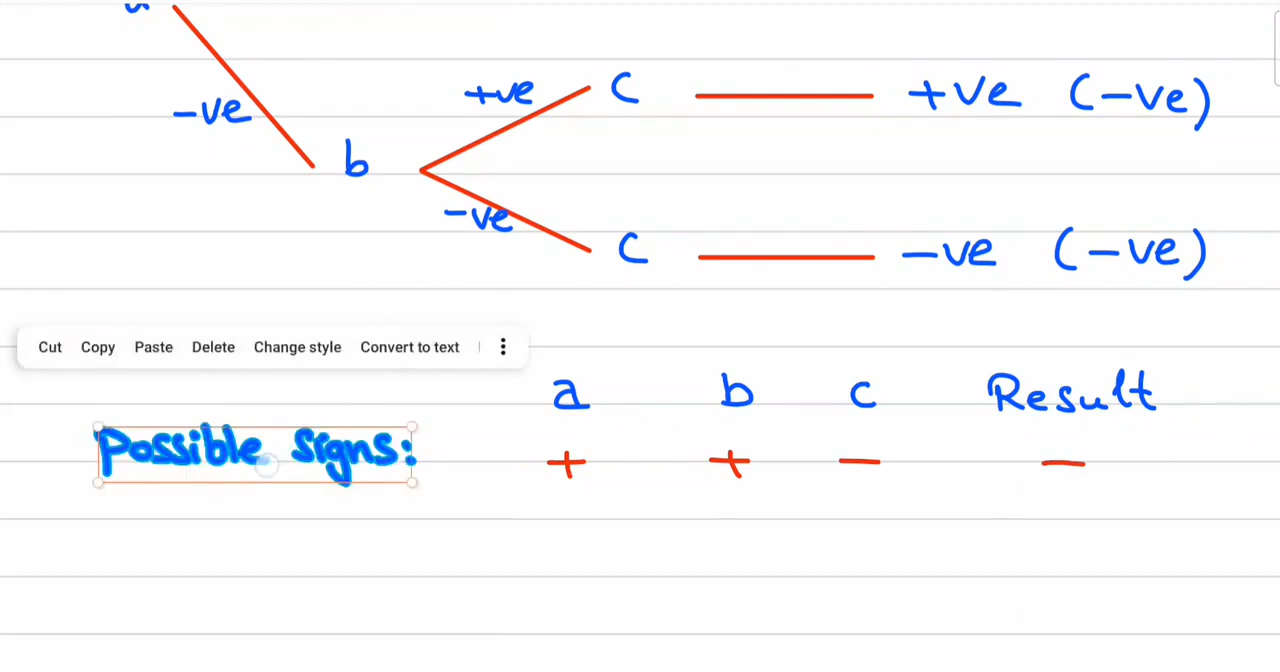 +ve C +ve (-ve)
-ve
b
-ve
C -ve (-ve)
Cut Copy Paste Delete Change style Convert to text
a b c Result
Possible Signs: + + - -